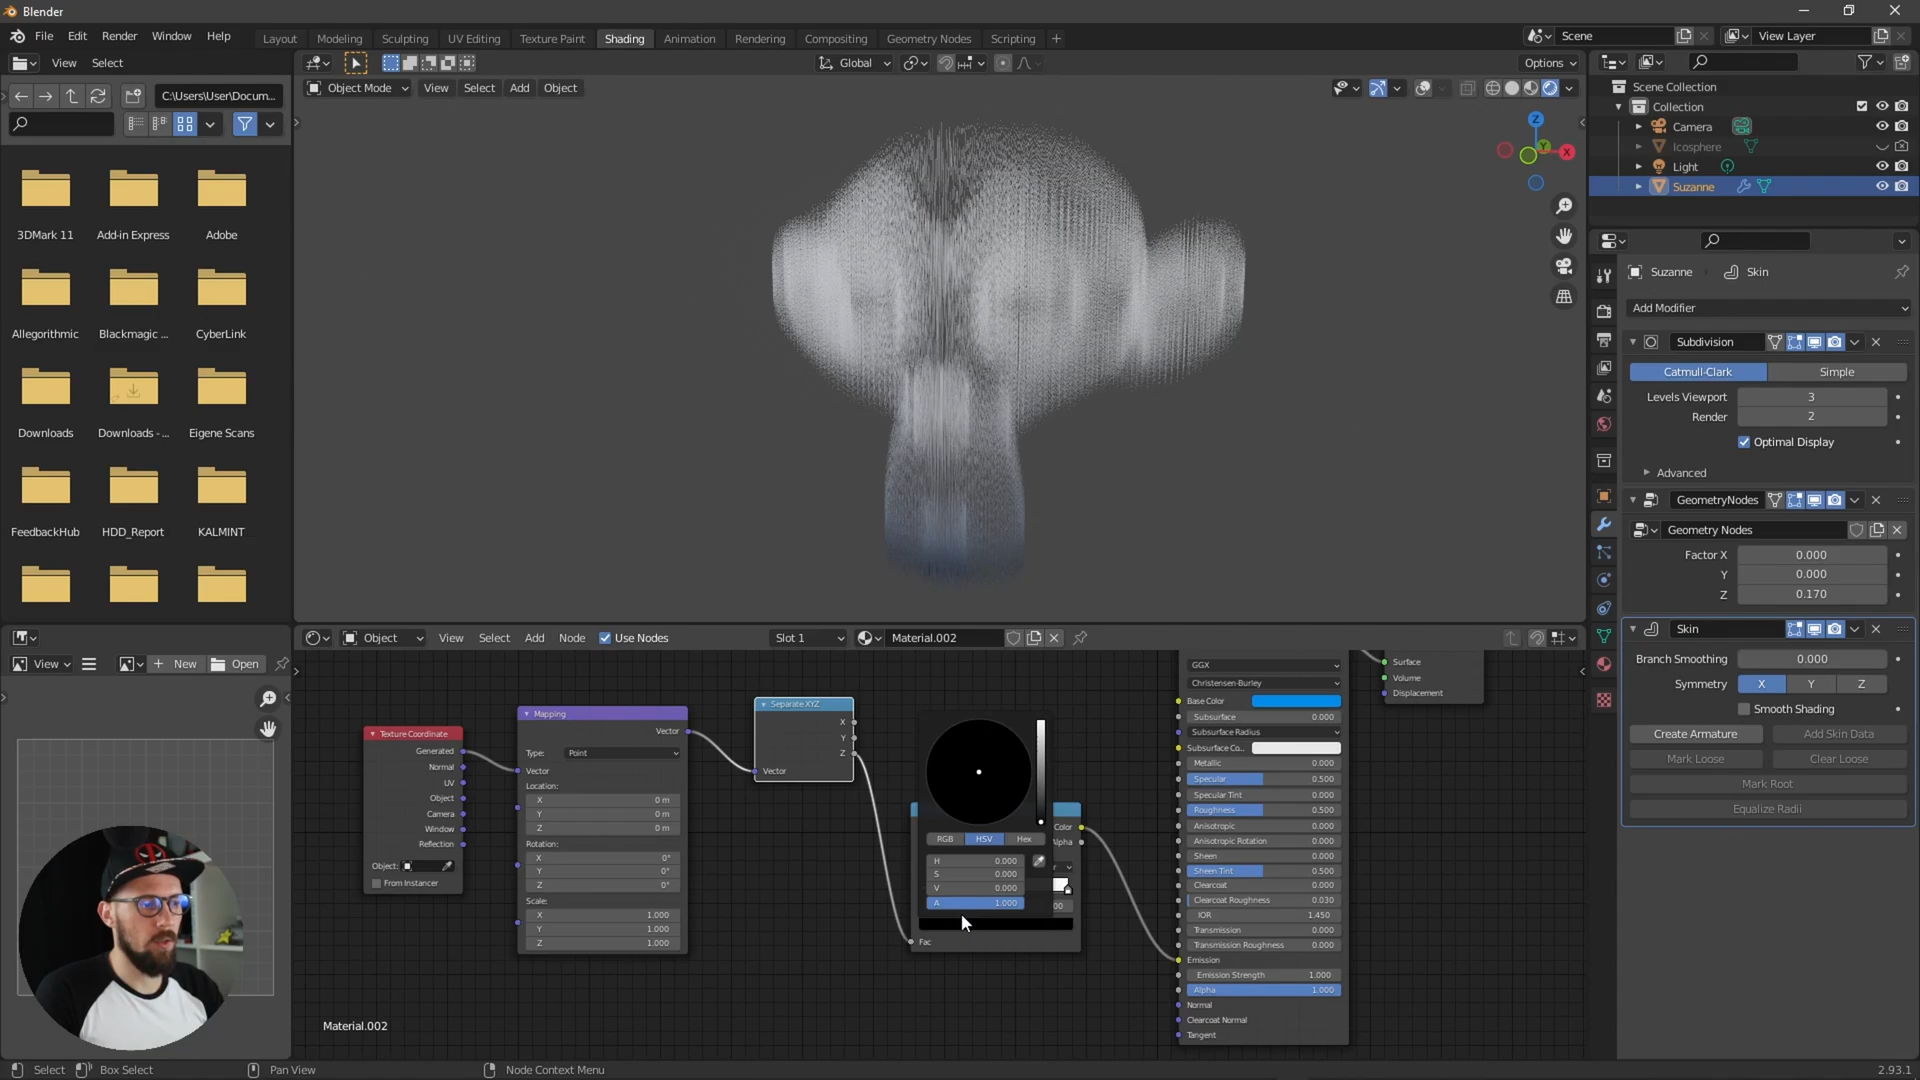 Blender
File Edit Render Window Help
Layout Modeling Sculpting UV Editing Texture Paint Shading Animation Rendering Compositing Geometry Nodes Scripting +
Scene View Layer
View Select
Global Options
C:\Users\User\Docum...
Object Mode View Select Add Object
3DMark 11 Add-in Express Adobe
Allegorithmic Blackmagic ... CyberLink
Downloads Downloads - ... Eigene Scans
FeedbackHub HDD_Report KALMINT
Z
Y
X
Scene Collection
Collection
Camera
Icosphere
Light
Suzanne
Suzanne Skin
Add Modifier
Subdivision
Catmull-Clark Simple
Levels Viewport 3
Render 2
Optimal Display
Advanced
GeometryNodes
Geometry Nodes
Factor X 0.000
Y 0.000
Z 0.170
Skin
Branch Smoothing 0.000
Symmetry X Y Z
Smooth Shading
Create Armature Add Skin Data
Mark Loose Clear Loose
Mark Root
Equalize Radii
View New Open
Object View Select Add Node Use Nodes Slot 1 Material.002
Texture Coordinate
Generated
Normal
UV
Object
Camera
Window
Reflection
Object:
From Instancer
Mapping
Vector
Type: Point
Vector
Location:
X 0 m
Y 0 m
Z 0 m
Rotation:
X 0°
Y 0°
Z 0°
Scale:
X 1.000
Y 1.000
Z 1.000
Separate XYZ
X
Y
Z
Vector
RGB HSV Hex
H 0.000
S 0.000
V 0.000
A 1.000
Color
Alpha
Fac
GGX
Christensen-Burley
Base Color
Subsurface 0.000
Subsurface Radius
Subsurface Co...
Metallic 0.000
Specular 0.500
Specular Tint 0.000
Roughness 0.500
Anisotropic 0.000
Anisotropic Rotation 0.000
Sheen 0.000
Sheen Tint 0.500
Clearcoat 0.000
Clearcoat Roughness 0.030
IOR 1.450
Transmission 0.000
Transmission Roughness 0.000
Emission
Emission Strength 1.000
Alpha 1.000
Normal
Clearcoat Normal
Tangent
Surface
Volume
Displacement
Material.002
Select Box Select Pan View Node Context Menu 2.93.1